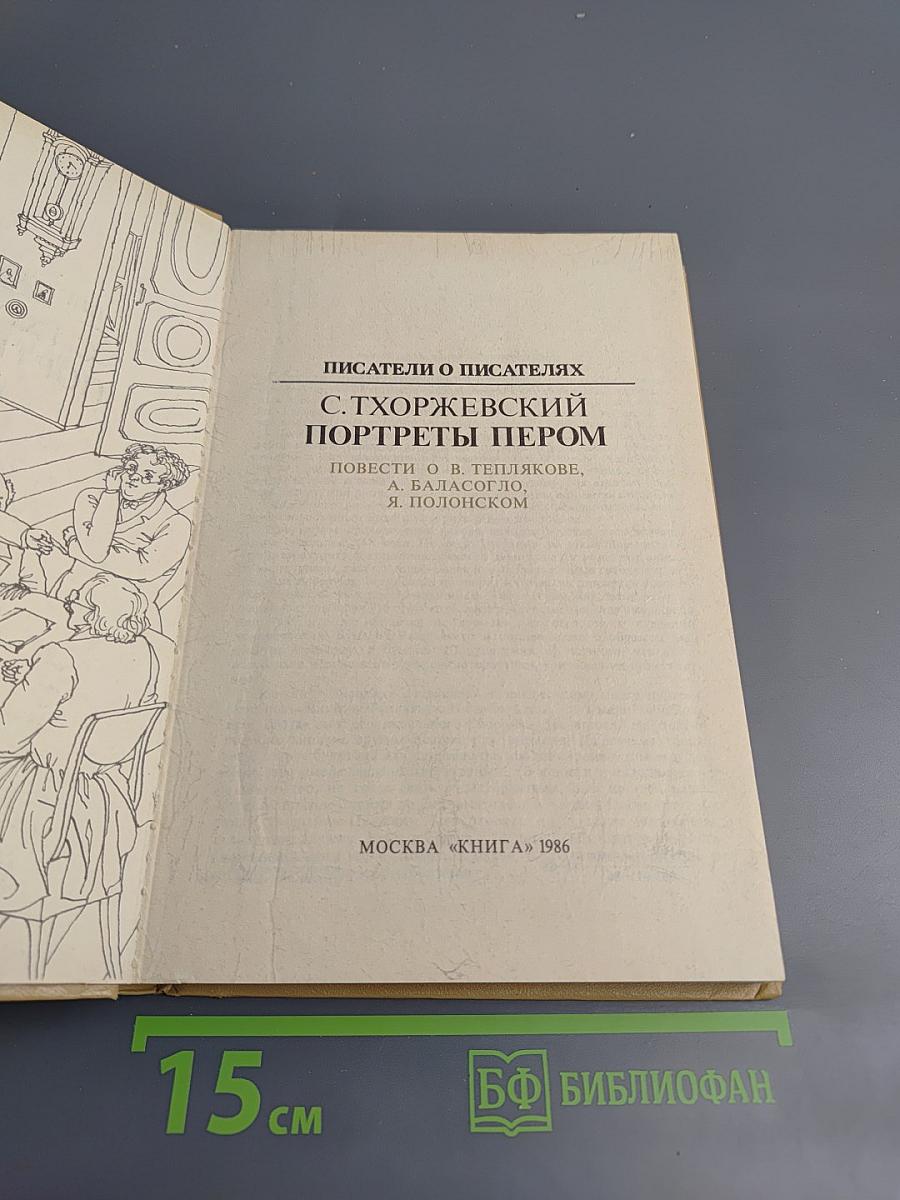 ПИСАТЕЛИ О ПИСАТЕЛЯХ
С. ТХОРЖЕВСКИЙ
ПОРТРЕТЫ ПЕРОМ
ПОВЕСТИ О В. ТЕПЛЯКОВЕ,
А. БАЛАСОГЛО,
Я. ПОЛОНСКОМ
МОСКВА «КНИГА» 1986
15 см
БФ БИБЛИОФАН